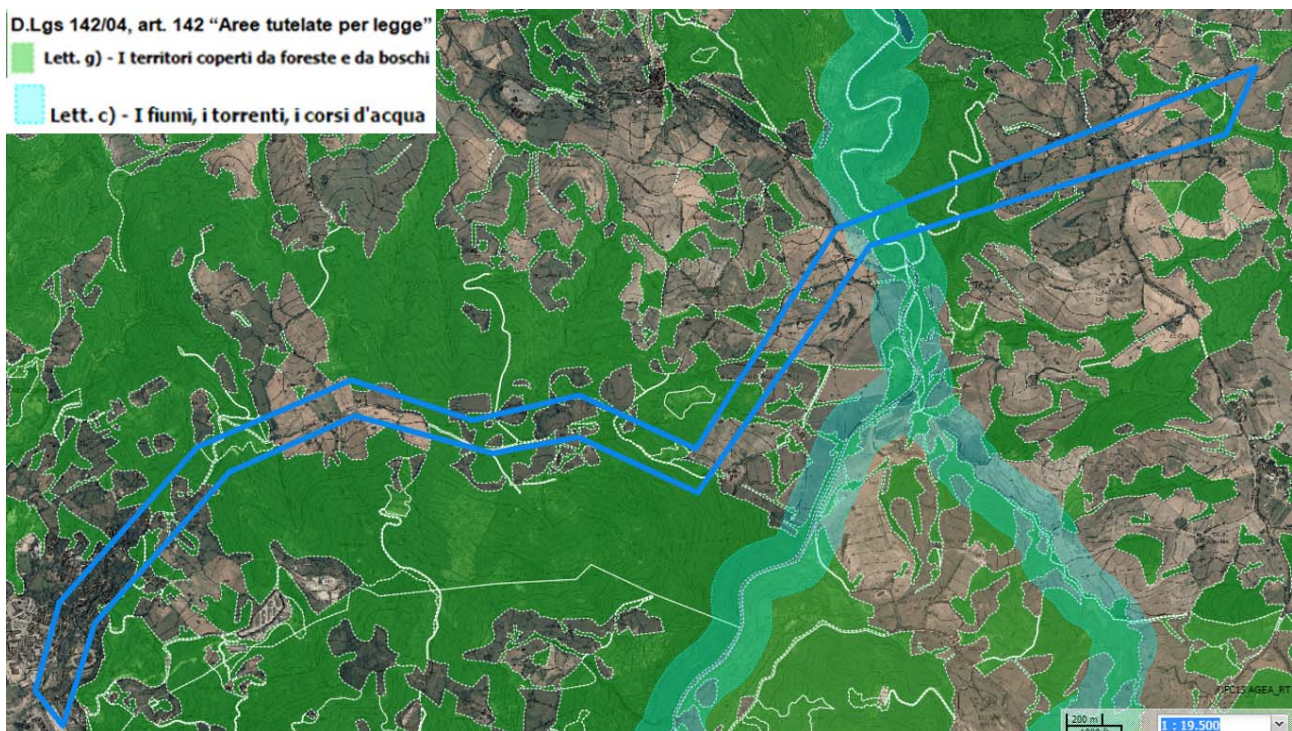 D.Lgs 142/04, art. 142 “Aree tutelate per legge”
Lett. g) - I territori coperti da foreste e da boschi
Lett. c) - I fiumi, i torrenti, i corsi d'acqua
AGEA_RT
200 m
1 : 19.500